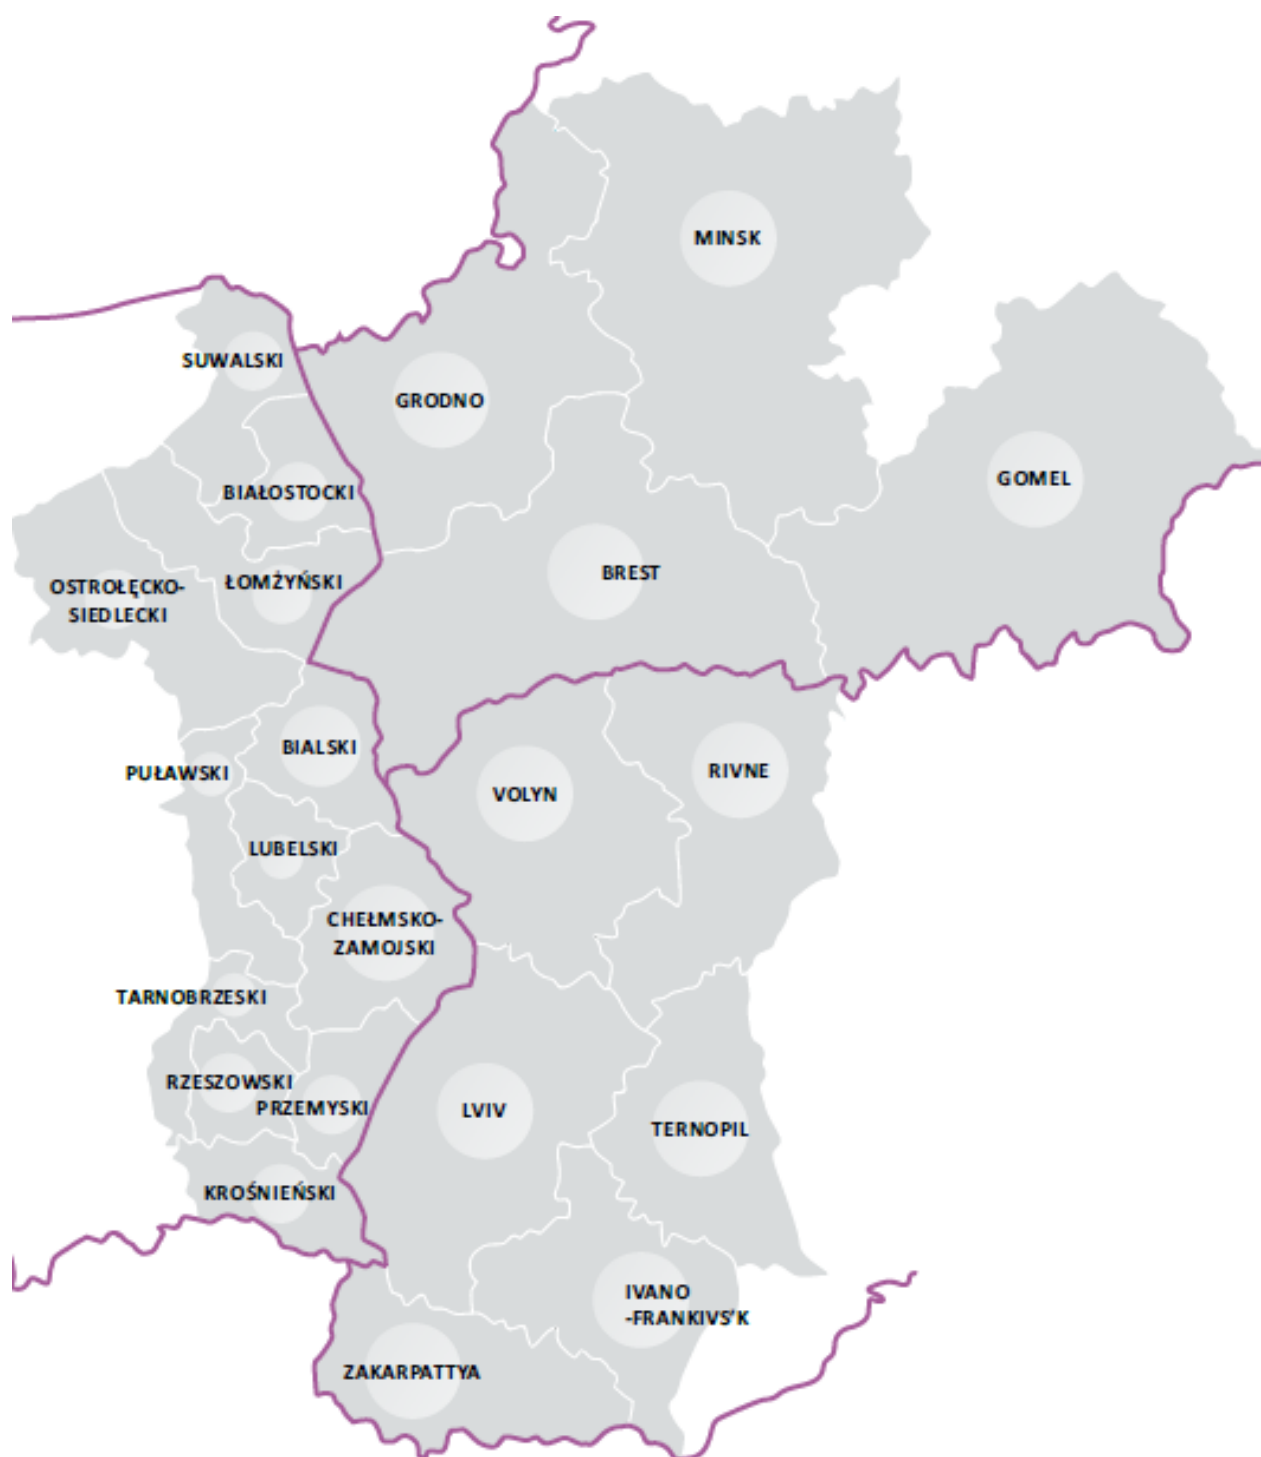 MINSK
SUWALSKI
GRODNO
GOMEL
BIAŁOSTOCKI
BREST
ŁOMŻYŃSKI
OSTROŁĘCKO-
SIEDLECKI
BIALSKI
PUŁAWSKI
RIVNE
VOLYN
LUBELSKI
CHEŁMSKO-
ZAMOJSKI
TARNOBRZESKI
RZESZOWSKI
PRZEMYSKI
LVIV
TERNOPIL
KROŚNIEŃSKI
IVANO
-FRANKIVS'K
ZAKARPATTYA